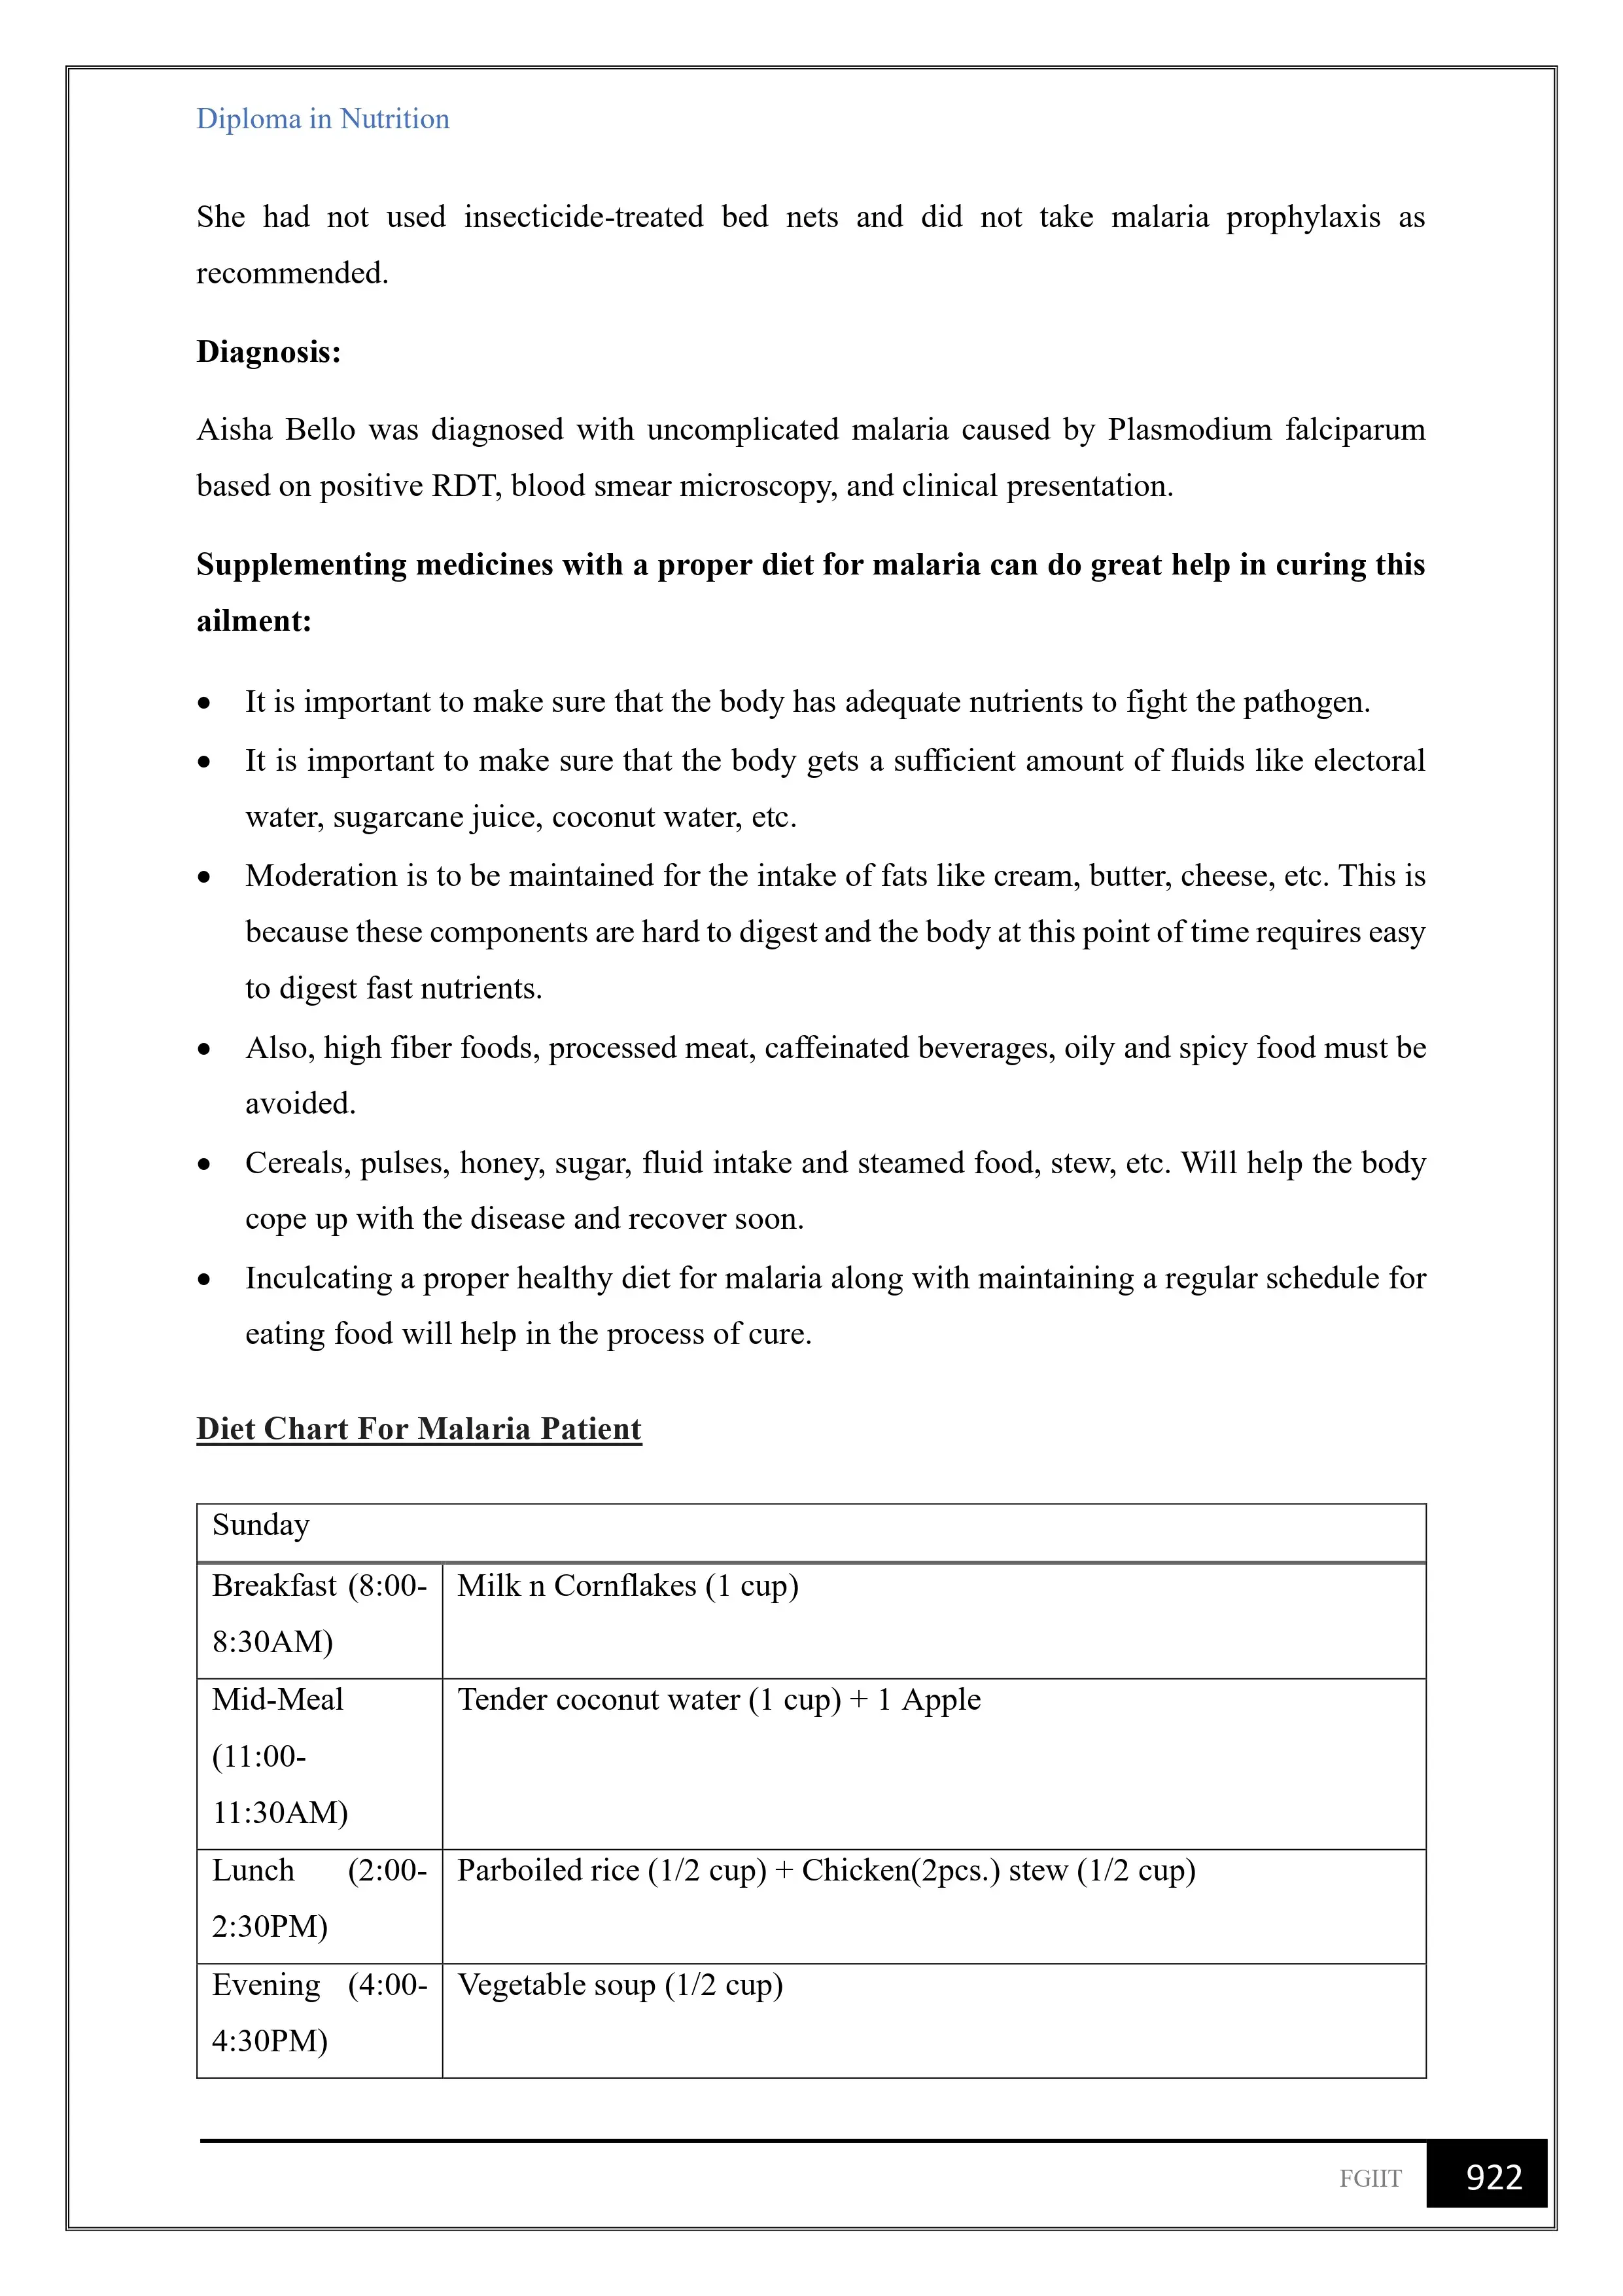 Diploma in Nutrition
She had not used insecticide-treated bed nets and did not take malaria prophylaxis as
recommended.
Diagnosis:
Aisha Bello was diagnosed with uncomplicated malaria caused by Plasmodium falciparum
based on positive RDT, blood smear microscopy, and clinical presentation.
Supplementing medicines with a proper diet for malaria can do great help in curing this
ailment:
• It is important to make sure that the body has adequate nutrients to fight the pathogen.
• It is important to make sure that the body gets a sufficient amount of fluids like electoral
water, sugarcane juice, coconut water, etc.
• Moderation is to be maintained for the intake of fats like cream, butter, cheese, etc. This is
because these components are hard to digest and the body at this point of time requires easy
to digest fast nutrients.
• Also, high fiber foods, processed meat, caffeinated beverages, oily and spicy food must be
avoided.
• Cereals, pulses, honey, sugar, fluid intake and steamed food, stew, etc. Will help the body
cope up with the disease and recover soon.
• Inculcating a proper healthy diet for malaria along with maintaining a regular schedule for
eating food will help in the process of cure.
Diet Chart For Malaria Patient
Sunday
Breakfast (8:00-
8:30AM)
Milk n Cornflakes (1 cup)
Mid-Meal
(11:00-
11:30AM)
Tender coconut water (1 cup) + 1 Apple
Lunch (2:00-
2:30PM)
Parboiled rice (1/2 cup) + Chicken(2pcs.) stew (1/2 cup)
Evening (4:00-
4:30PM)
Vegetable soup (1/2 cup)
FGIIT 922